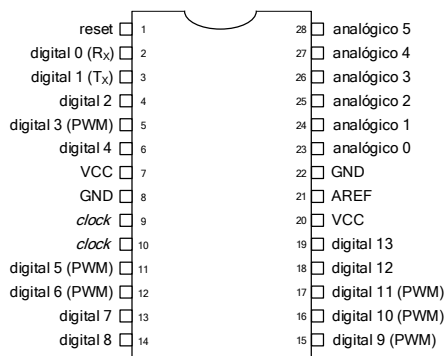 reset 1
digital 0 (RX) 2
digital 1 (TX) 3
digital 2 4
digital 3 (PWM) 5
digital 4 6
VCC 7
GND 8
clock 9
clock 10
digital 5 (PWM) 11
digital 6 (PWM) 12
digital 7 13
digital 8 14
28 analógico 5
27 analógico 4
26 analógico 3
25 analógico 2
24 analógico 1
23 analógico 0
22 GND
21 AREF
20 VCC
19 digital 13
18 digital 12
17 digital 11 (PWM)
16 digital 10 (PWM)
15 digital 9 (PWM)